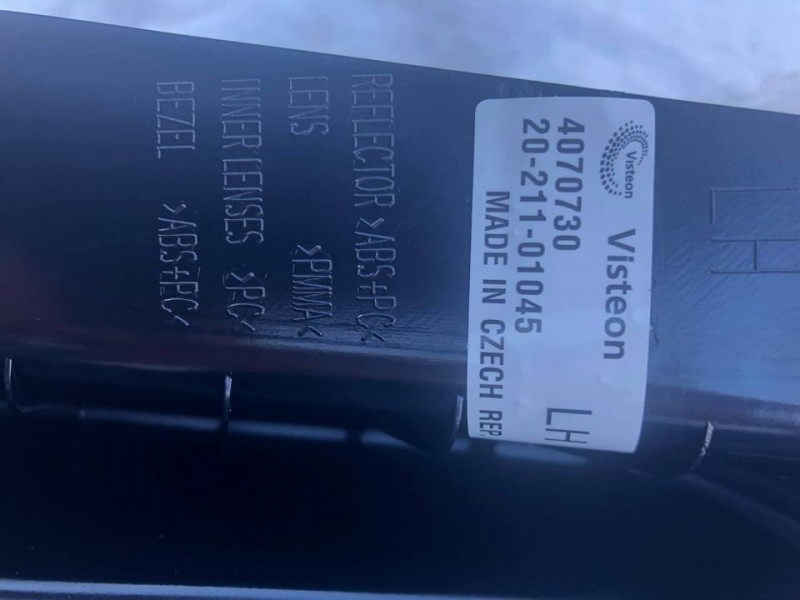 Visteon
Visteon
4070730
20-211-01045
LH
MADE IN CZECH REP.
REFLECTOR >ABS+PC<
LENS >PMMA<
INNER LENSES >PC<
BEZEL >ABS+PC<